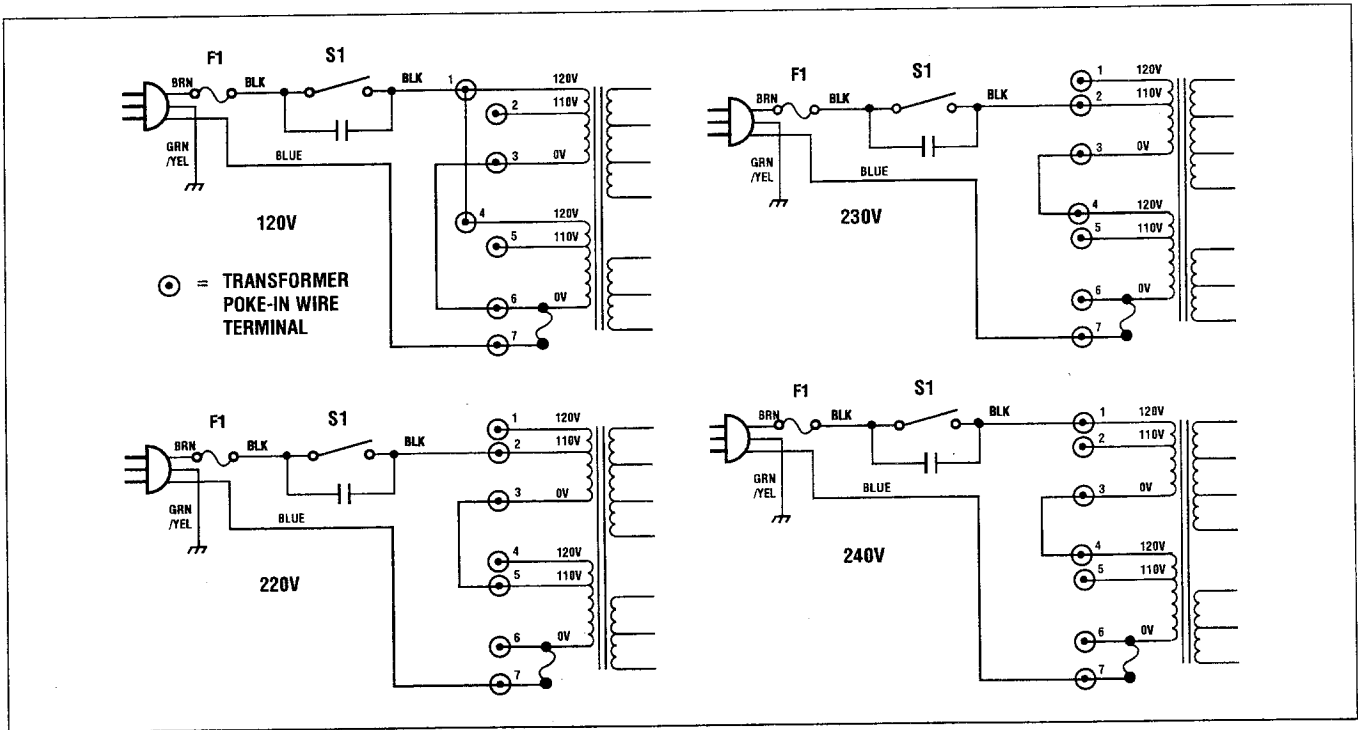 F1
S1
BRN
BLK
BLK
1
120V
2
110V
3
0V
GRN
/YEL
BLUE
120V
4
120V
5
110V
6
0V
7
= TRANSFORMER
POKE-IN WIRE
TERMINAL
F1
S1
BRN
BLK
BLK
1
120V
2
110V
3
0V
GRN
/YEL
BLUE
230V
4
120V
5
110V
6
0V
7
F1
S1
BRN
BLK
BLK
1
120V
2
110V
3
0V
GRN
/YEL
BLUE
220V
4
120V
5
110V
6
0V
7
F1
S1
BRN
BLK
BLK
1
120V
2
110V
3
0V
GRN
/YEL
BLUE
240V
4
120V
5
110V
6
0V
7